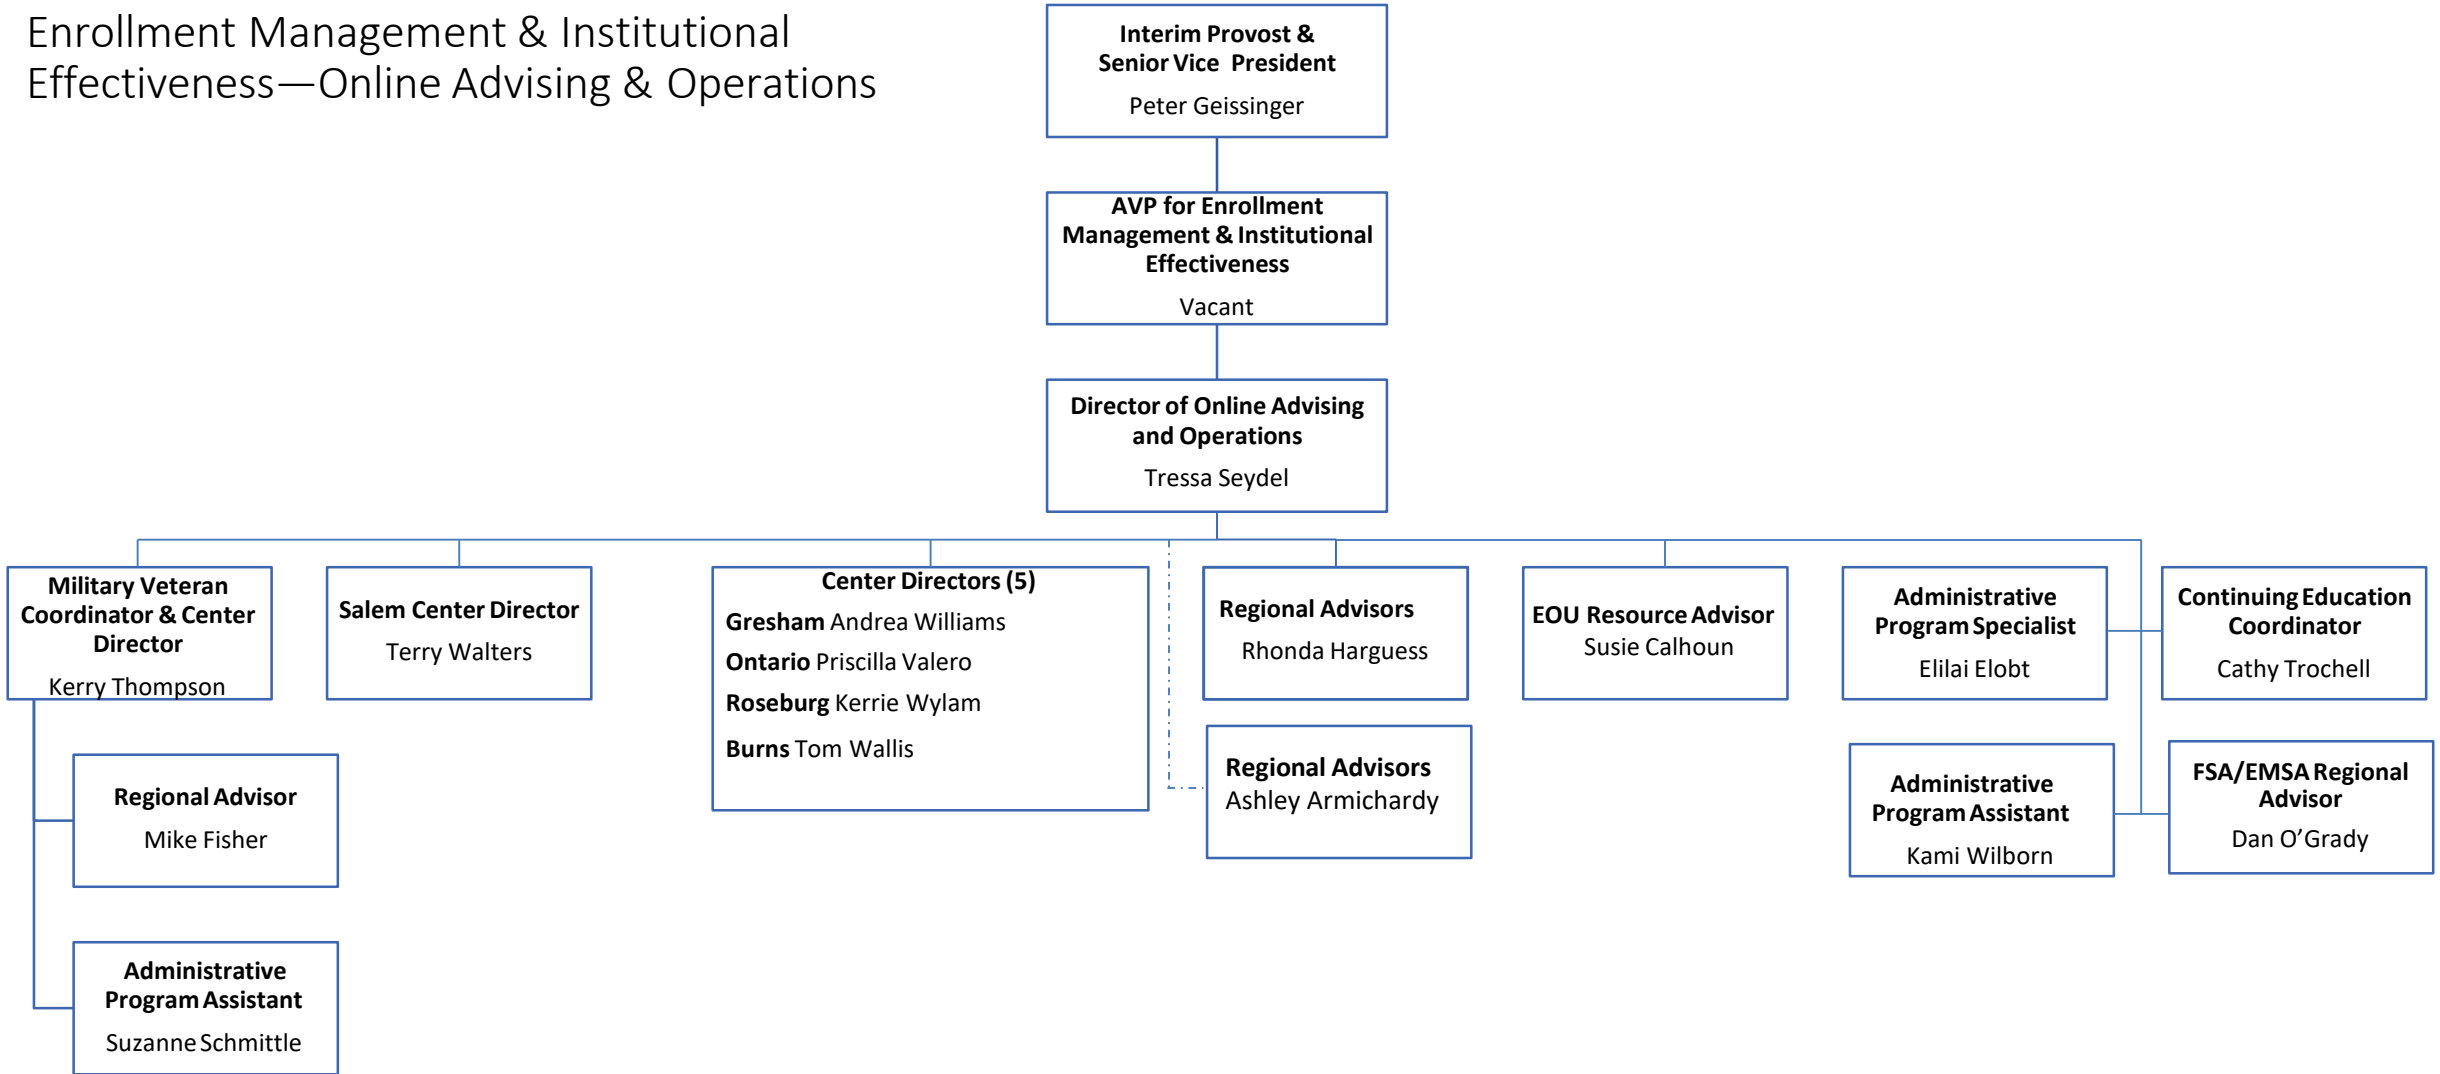 Enrollment Management & Institutional
Effectiveness—Online Advising & Operations
Interim Provost &
Senior Vice President
Peter Geissinger
AVP for Enrollment
Management & Institutional
Effectiveness
Vacant
Director of Online Advising
and Operations
Tressa Seydel
Military Veteran
Coordinator & Center
Director
Kerry Thompson
Regional Advisor
Mike Fisher
Administrative
Program Assistant
Suzanne Schmittle
Salem Center Director
Terry Walters
Center Directors (5)
Gresham Andrea Williams
Ontario Priscilla Valero
Roseburg Kerrie Wylam
Burns Tom Wallis
Regional Advisors
Rhonda Harguess
Regional Advisors
Ashley Armichardy
EOU Resource Advisor
Susie Calhoun
Administrative
Program Specialist
Elilai Elobt
Administrative
Program Assistant
Kami Wilborn
Continuing Education
Coordinator
Cathy Trochell
FSA/EMSA Regional
Advisor
Dan O’Grady